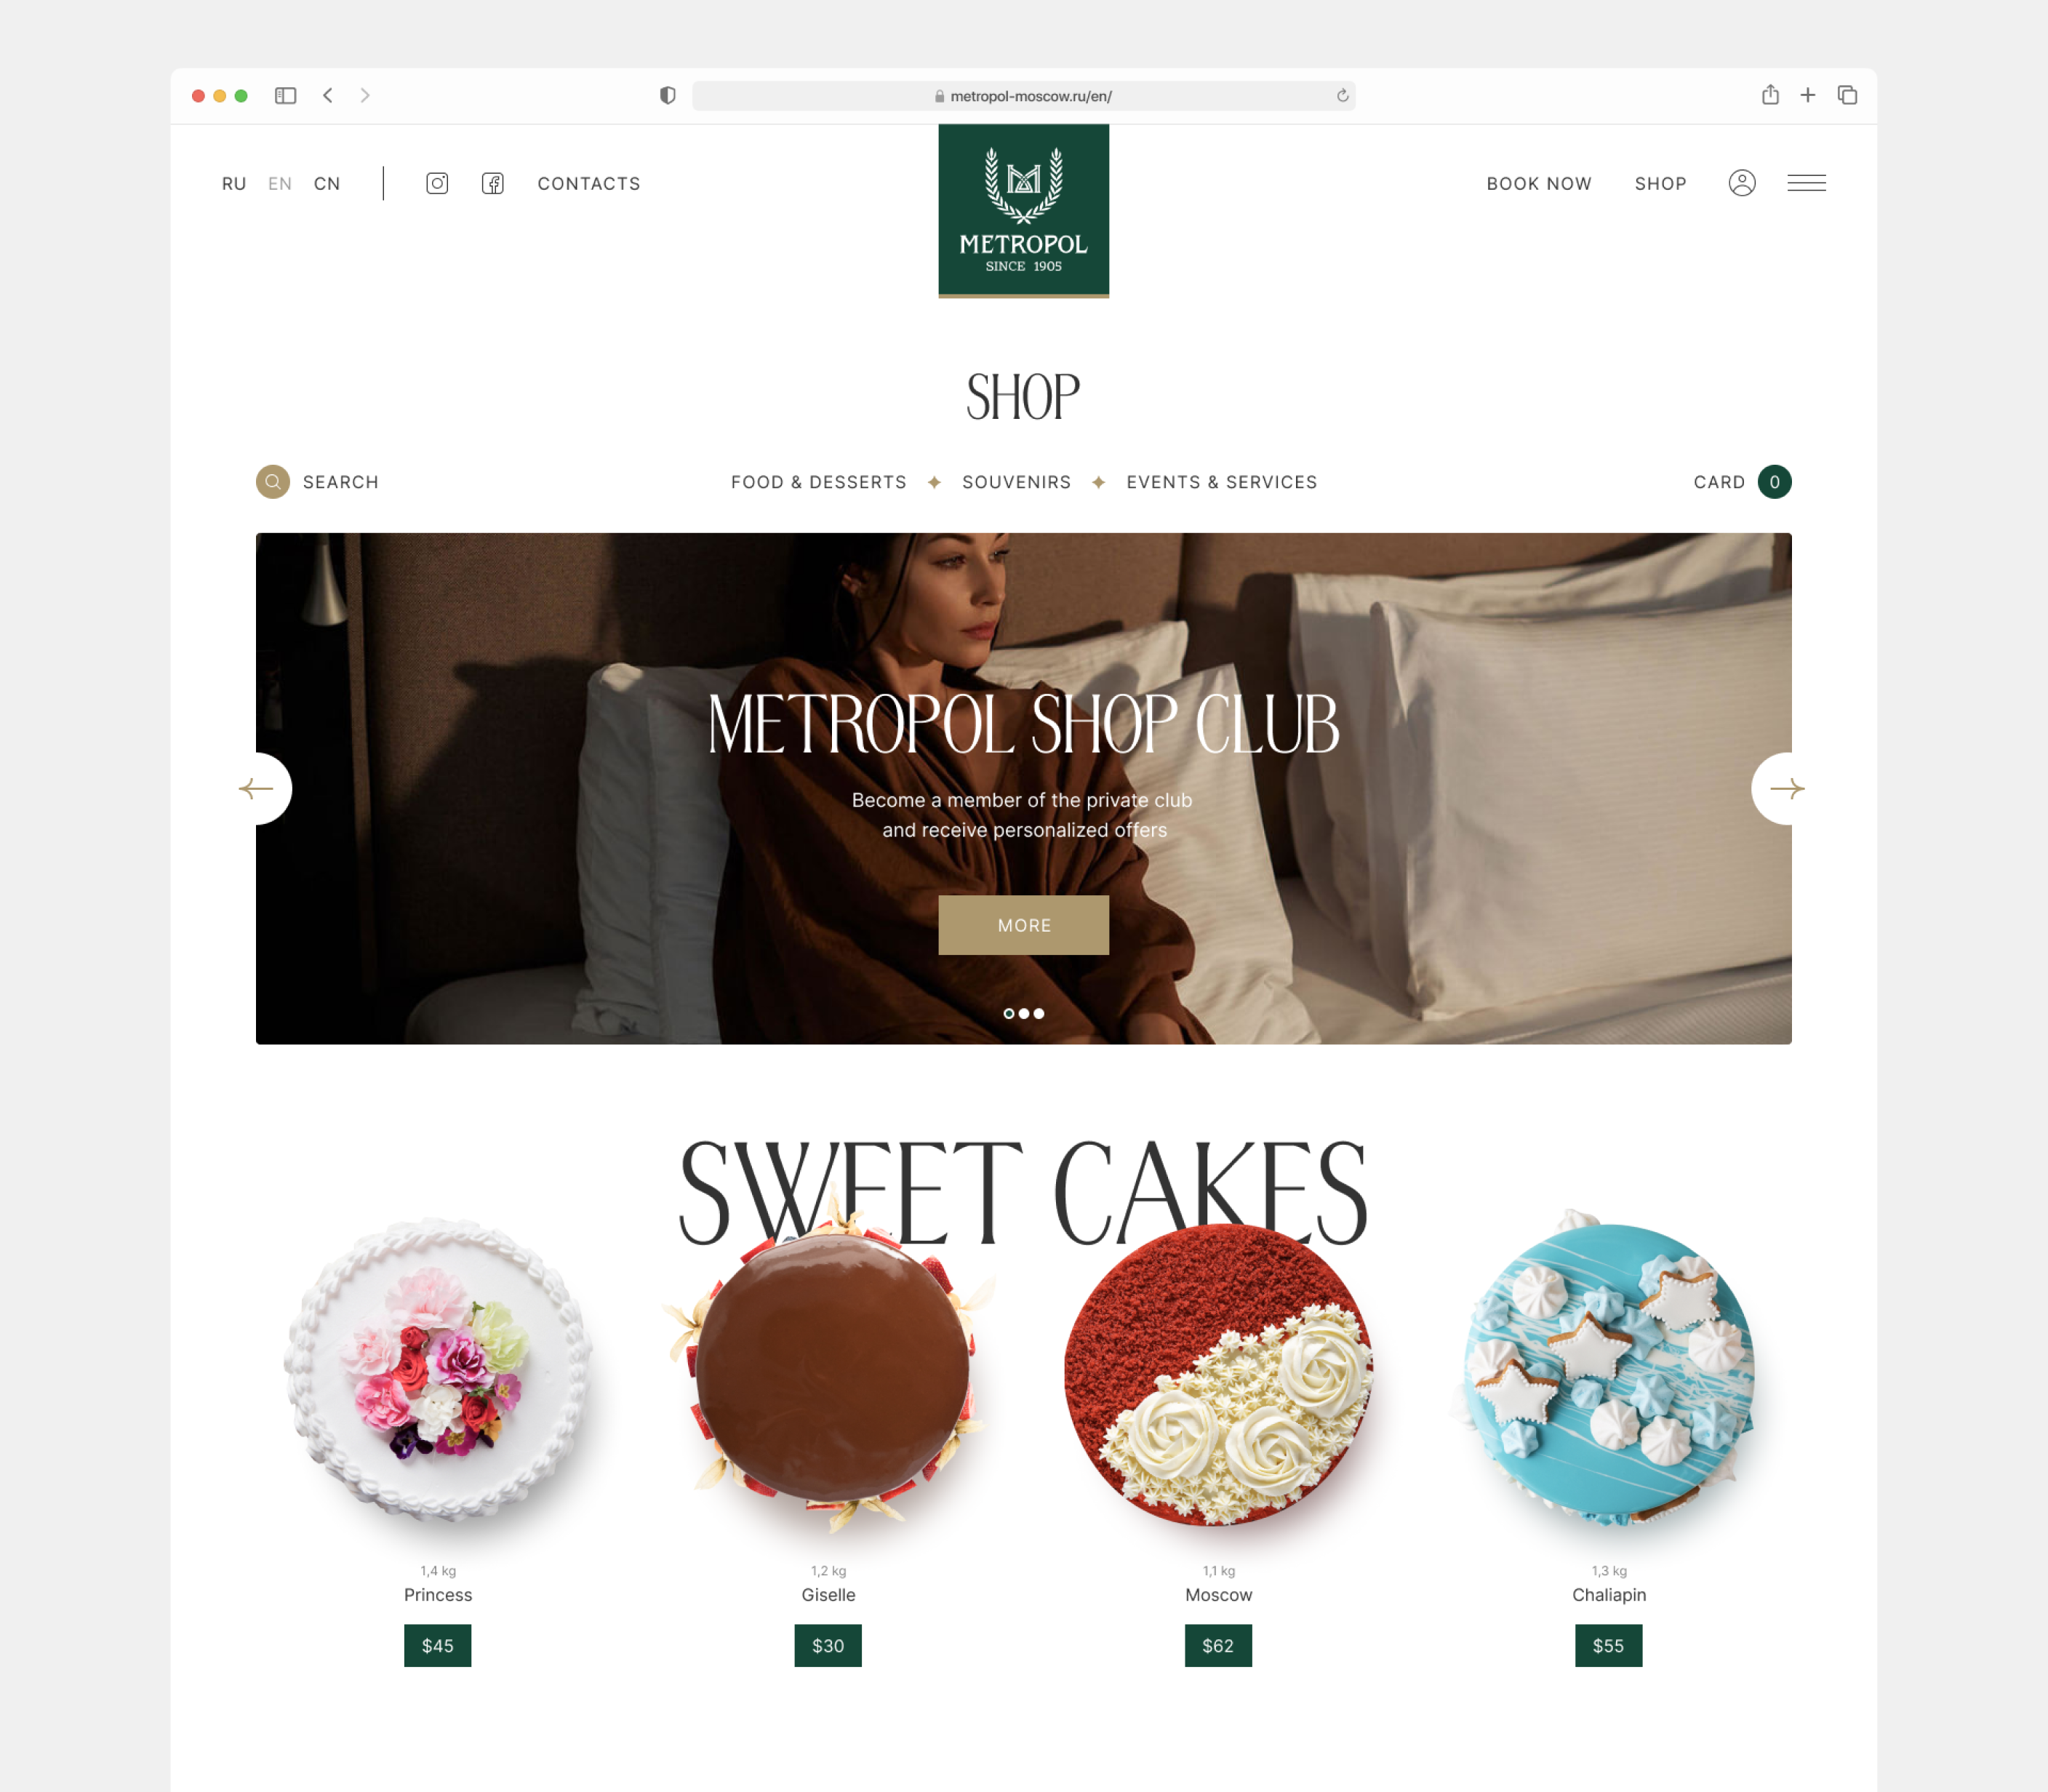 metropol-moscow.ru/en/
RU EN CN CONTACTS
METROPOL
SINCE 1905
BOOK NOW SHOP
SHOP
SEARCH
FOOD & DESSERTS SOUVENIRS EVENTS & SERVICES
CARD 0
METROPOL SHOP CLUB
Become a member of the private club
and receive personalized offers
MORE
SWEET CAKES
1,4 kg
Princess
$45
1,2 kg
Giselle
$30
1,1 kg
Moscow
$62
1,3 kg
Chaliapin
$55